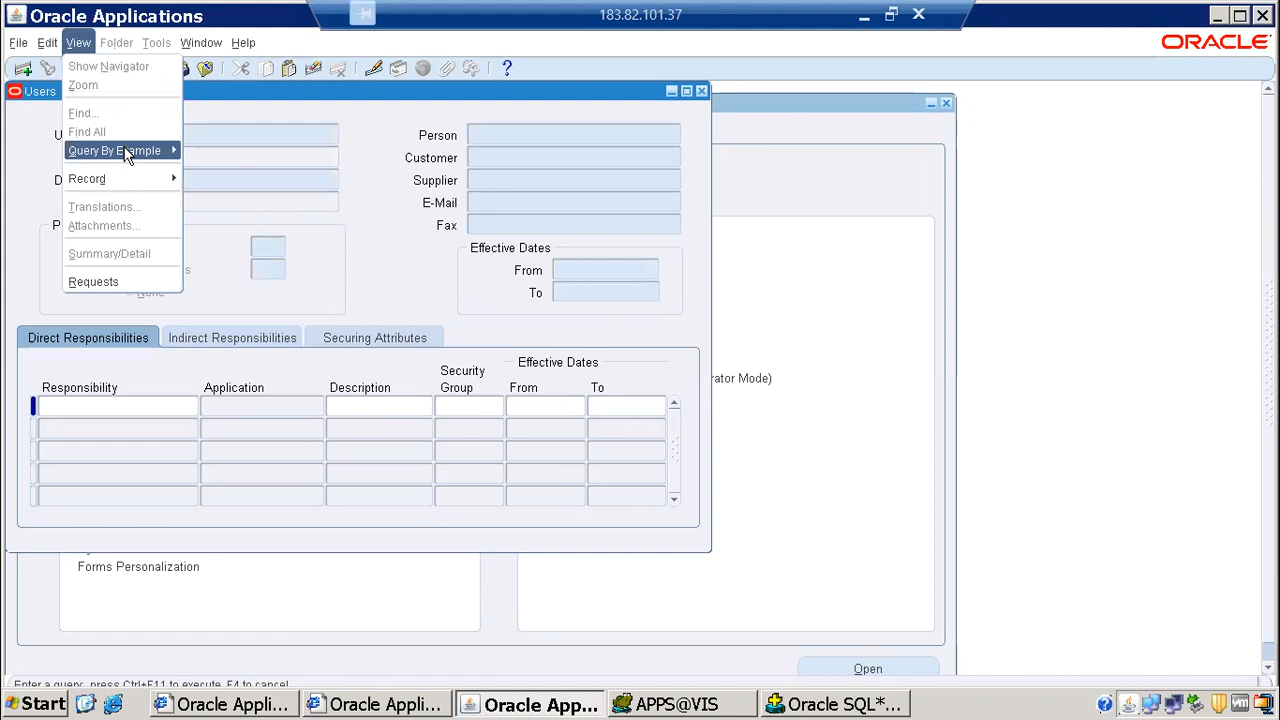 Oracle Applications
183.82.101.37
File Edit View Folder Tools Window Help
ORACLE
Show Navigator
Zoom
Find...
Find All
Query By Example
Record
Translations...
Attachments...
Summary/Detail
Requests
Users
Person
Customer
Supplier
E-Mail
Fax
Effective Dates
From
To
None
Direct Responsibilities Indirect Responsibilities Securing Attributes
Effective Dates
Responsibility Application Description Security Group From To
rator Mode)
Forms Personalization
Open
Enter a query; press Ctrl+F11 to execute, F4 to cancel.
Start Oracle Appli... Oracle Appli... Oracle App... APPS@VIS Oracle SQL*...